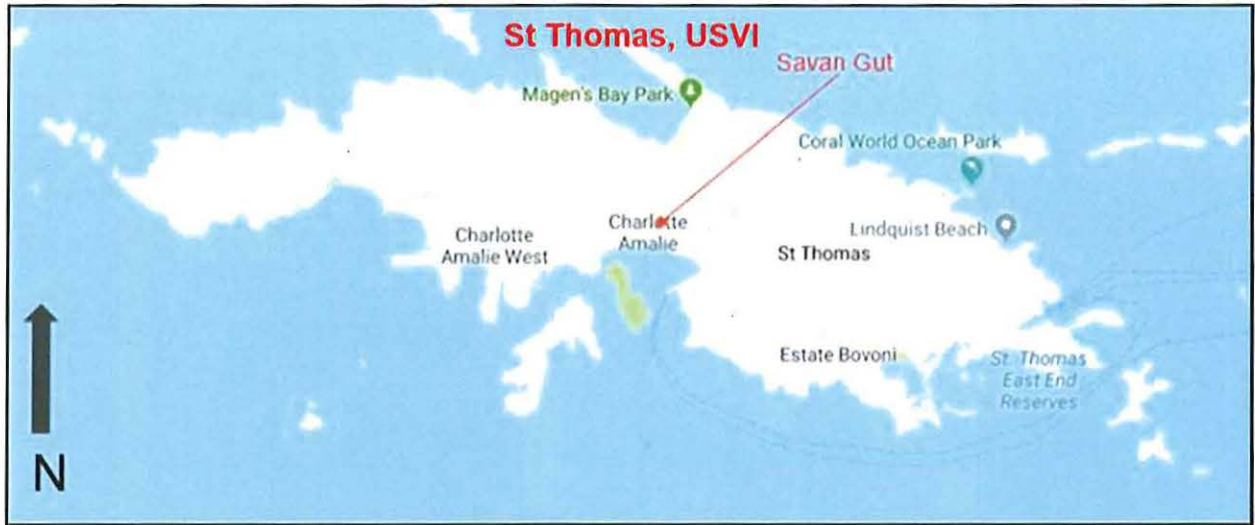 St Thomas, USVI
Savan Gut
Magen's Bay Park
Coral World Ocean Park
Charlotte
Amalie
Charlotte
Amalie West
Lindquist Beach
St Thomas
Estate Bovoni
St. Thomas
East End
Reserves
N